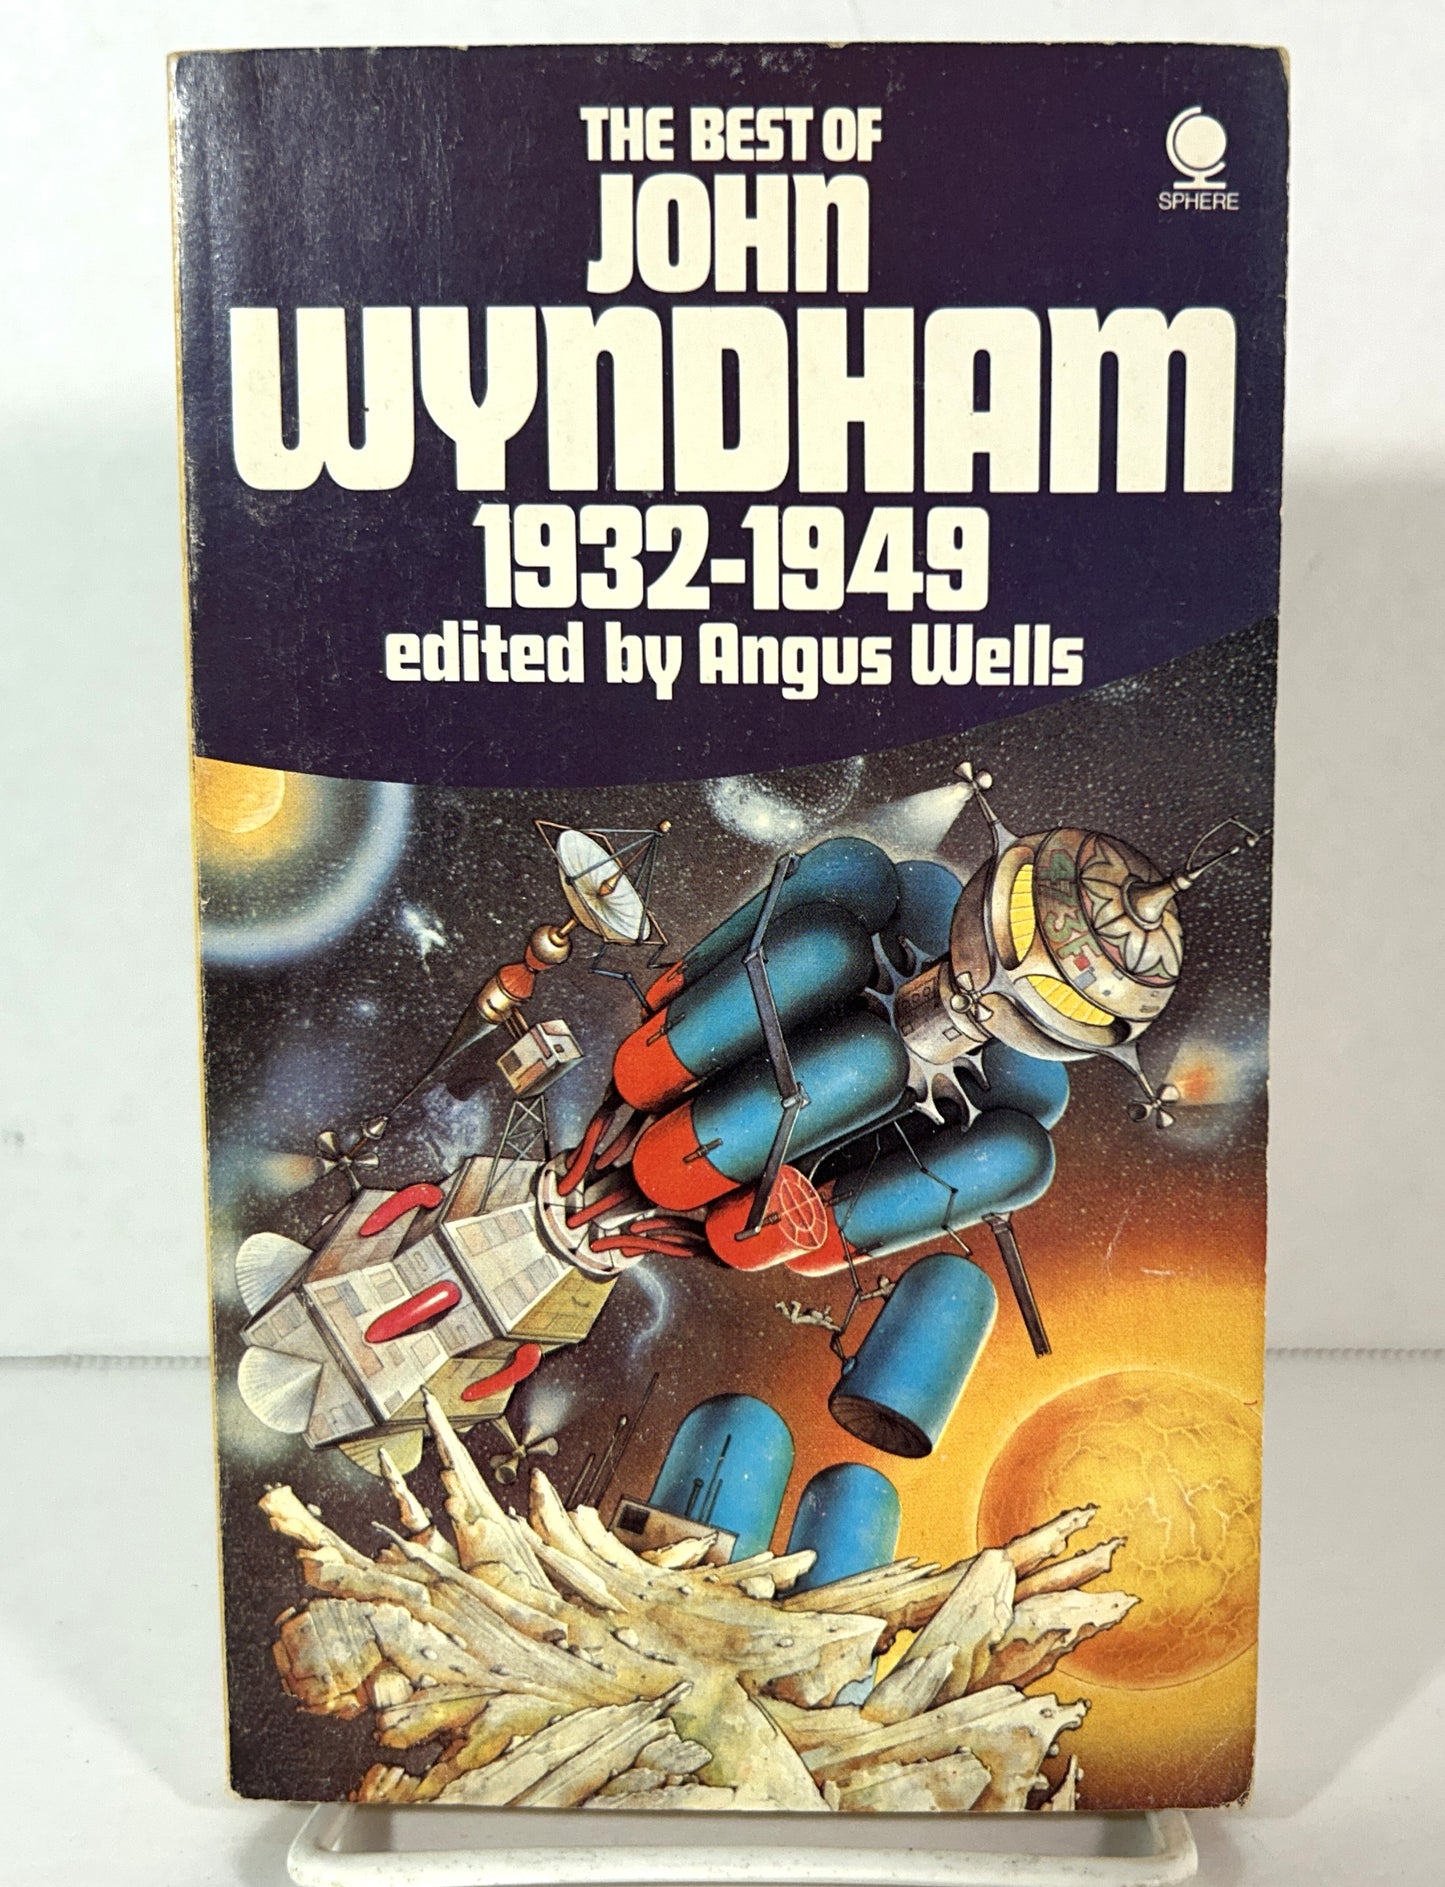 THE BEST OF
JOHN
WYNDHAM
1932-1949
edited by Angus Wells
SPHERE